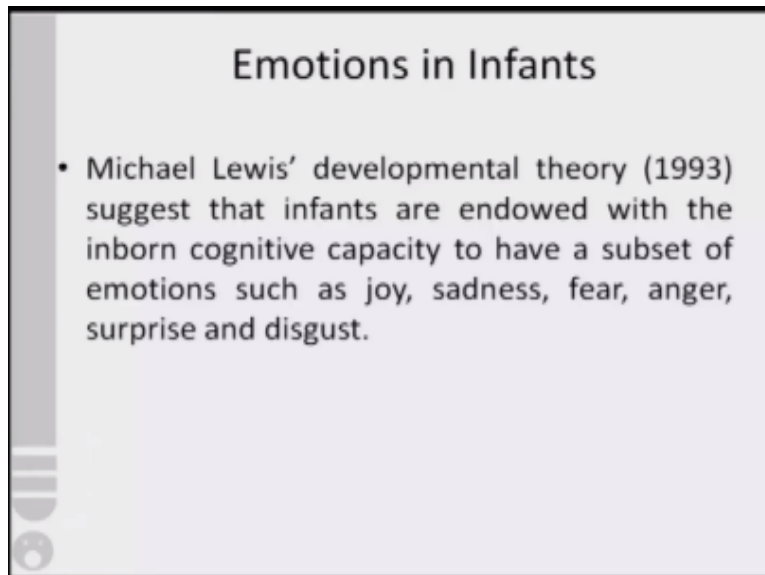 Emotions in Infants
• Michael Lewis’ developmental theory (1993)
suggest that infants are endowed with the
inborn cognitive capacity to have a subset of
emotions such as joy, sadness, fear, anger,
surprise and disgust.